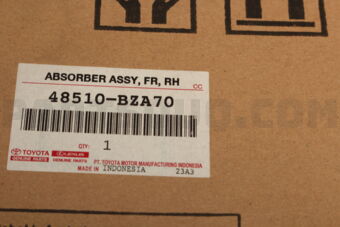 ABSORBER ASSY, FR, RH
CC
48510-BZA70
QTY: 1
TOYOTA LEXUS
GENUINE PARTS GENUINE PARTS
PT. TOYOTA MOTOR MANUFACTURING INDONESIA
MADE IN INDONESIA 23A3